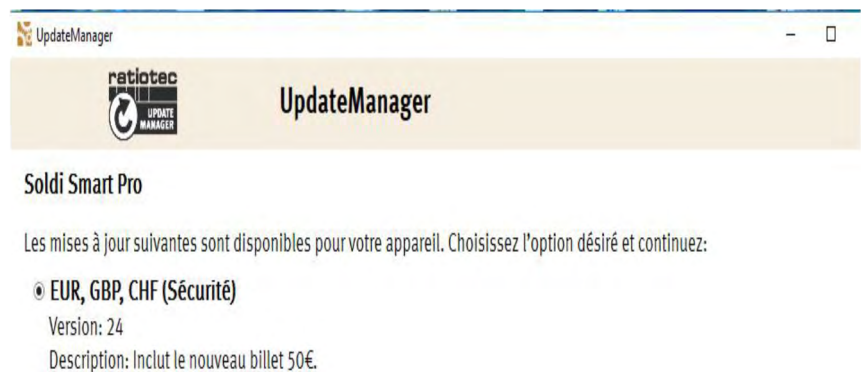 UpdateManager
ratiotec
UPDATE
MANAGER
UpdateManager
Soldi Smart Pro
Les mises à jour suivantes sont disponibles pour votre appareil. Choisissez l'option désiré et continuez:
EUR, GBP, CHF (Sécurité)
Version: 24
Description: Inclut le nouveau billet 50€.